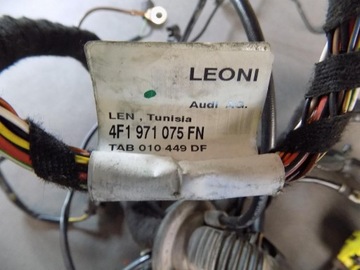 LEONI
Audi AG.
LEN , Tunisia
4F1 971 075 FN
TAB 010 449 DF